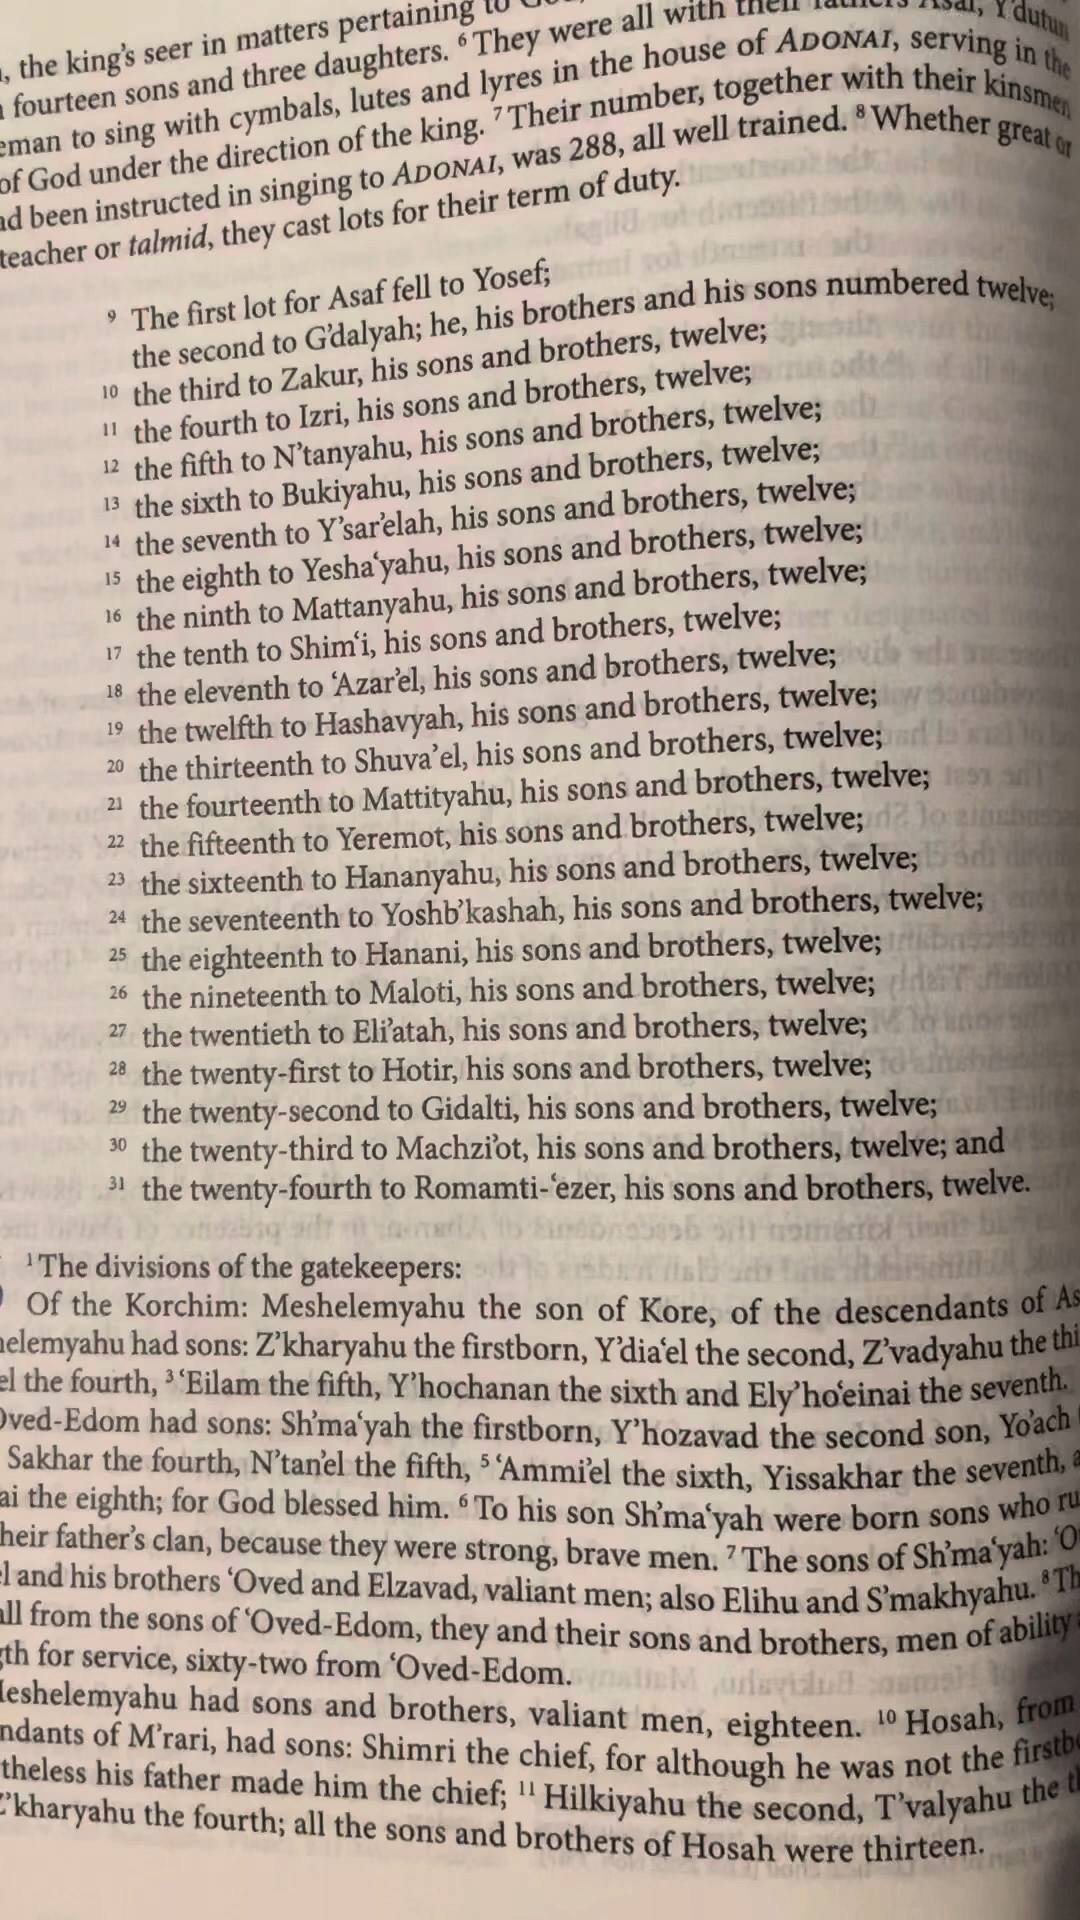 , the king's seer in matters pertaining to
fourteen sons and three daughters. ⁶ They were all with their fathers Asaf, Y'dutun
eman to sing with cymbals, lutes and lyres in the house of ADONAI, serving in the
of God under the direction of the king. ⁷ Their number, together with their kinsmen
ad been instructed in singing to ADONAI, was 288, all well trained. ⁸ Whether great or
teacher or talmid, they cast lots for their term of duty.
⁹ The first lot for Asaf fell to Yosef;
the second to G'dalyah; he, his brothers and his sons numbered twelve;
¹⁰ the third to Zakur, his sons and brothers, twelve;
¹¹ the fourth to Izri, his sons and brothers, twelve;
¹² the fifth to N'tanyahu, his sons and brothers, twelve;
¹³ the sixth to Bukiyahu, his sons and brothers, twelve;
¹⁴ the seventh to Y'sar'elah, his sons and brothers, twelve;
¹⁵ the eighth to Yesha‘yahu, his sons and brothers, twelve;
¹⁶ the ninth to Mattanyahu, his sons and brothers, twelve;
¹⁷ the tenth to Shim‘i, his sons and brothers, twelve;
¹⁸ the eleventh to ‘Azar'el, his sons and brothers, twelve;
¹⁹ the twelfth to Hashavyah, his sons and brothers, twelve;
²⁰ the thirteenth to Shuva'el, his sons and brothers, twelve;
²¹ the fourteenth to Mattityahu, his sons and brothers, twelve;
²² the fifteenth to Yeremot, his sons and brothers, twelve;
²³ the sixteenth to Hananyahu, his sons and brothers, twelve;
²⁴ the seventeenth to Yoshb'kashah, his sons and brothers, twelve;
²⁵ the eighteenth to Hanani, his sons and brothers, twelve;
²⁶ the nineteenth to Maloti, his sons and brothers, twelve;
²⁷ the twentieth to Eli'atah, his sons and brothers, twelve;
²⁸ the twenty-first to Hotir, his sons and brothers, twelve;
²⁹ the twenty-second to Gidalti, his sons and brothers, twelve;
³⁰ the twenty-third to Machzi'ot, his sons and brothers, twelve; and
³¹ the twenty-fourth to Romamti-‘ezer, his sons and brothers, twelve.
¹ The divisions of the gatekeepers:
Of the Korchim: Meshelemyahu the son of Kore, of the descendants of As
helemyahu had sons: Z'kharyahu the firstborn, Y'dia‘el the second, Z'vadyahu the thi
el the fourth, ³ ‘Eilam the fifth, Y'hochanan the sixth and Ely'ho‘einai the seventh.
Oved-Edom had sons: Sh'ma‘yah the firstborn, Y'hozavad the second son, Yo'ach
Sakhar the fourth, N'tan'el the fifth, ⁵ ‘Ammi'el the sixth, Yissakhar the seventh, a
ai the eighth; for God blessed him. ⁶ To his son Sh'ma‘yah were born sons who ru
heir father's clan, because they were strong, brave men. ⁷ The sons of Sh'ma‘yah: ‘O
el and his brothers ‘Oved and Elzavad, valiant men; also Elihu and S'makhyahu. ⁸ Th
all from the sons of ‘Oved-Edom, they and their sons and brothers, men of ability
gth for service, sixty-two from ‘Oved-Edom.
Meshelemyahu had sons and brothers, valiant men, eighteen. ¹⁰ Hosah, from
ndants of M'rari, had sons: Shimri the chief, for although he was not the firstbo
theless his father made him the chief; ¹¹ Hilkiyahu the second, T'valyahu the th
Z'kharyahu the fourth; all the sons and brothers of Hosah were thirteen.